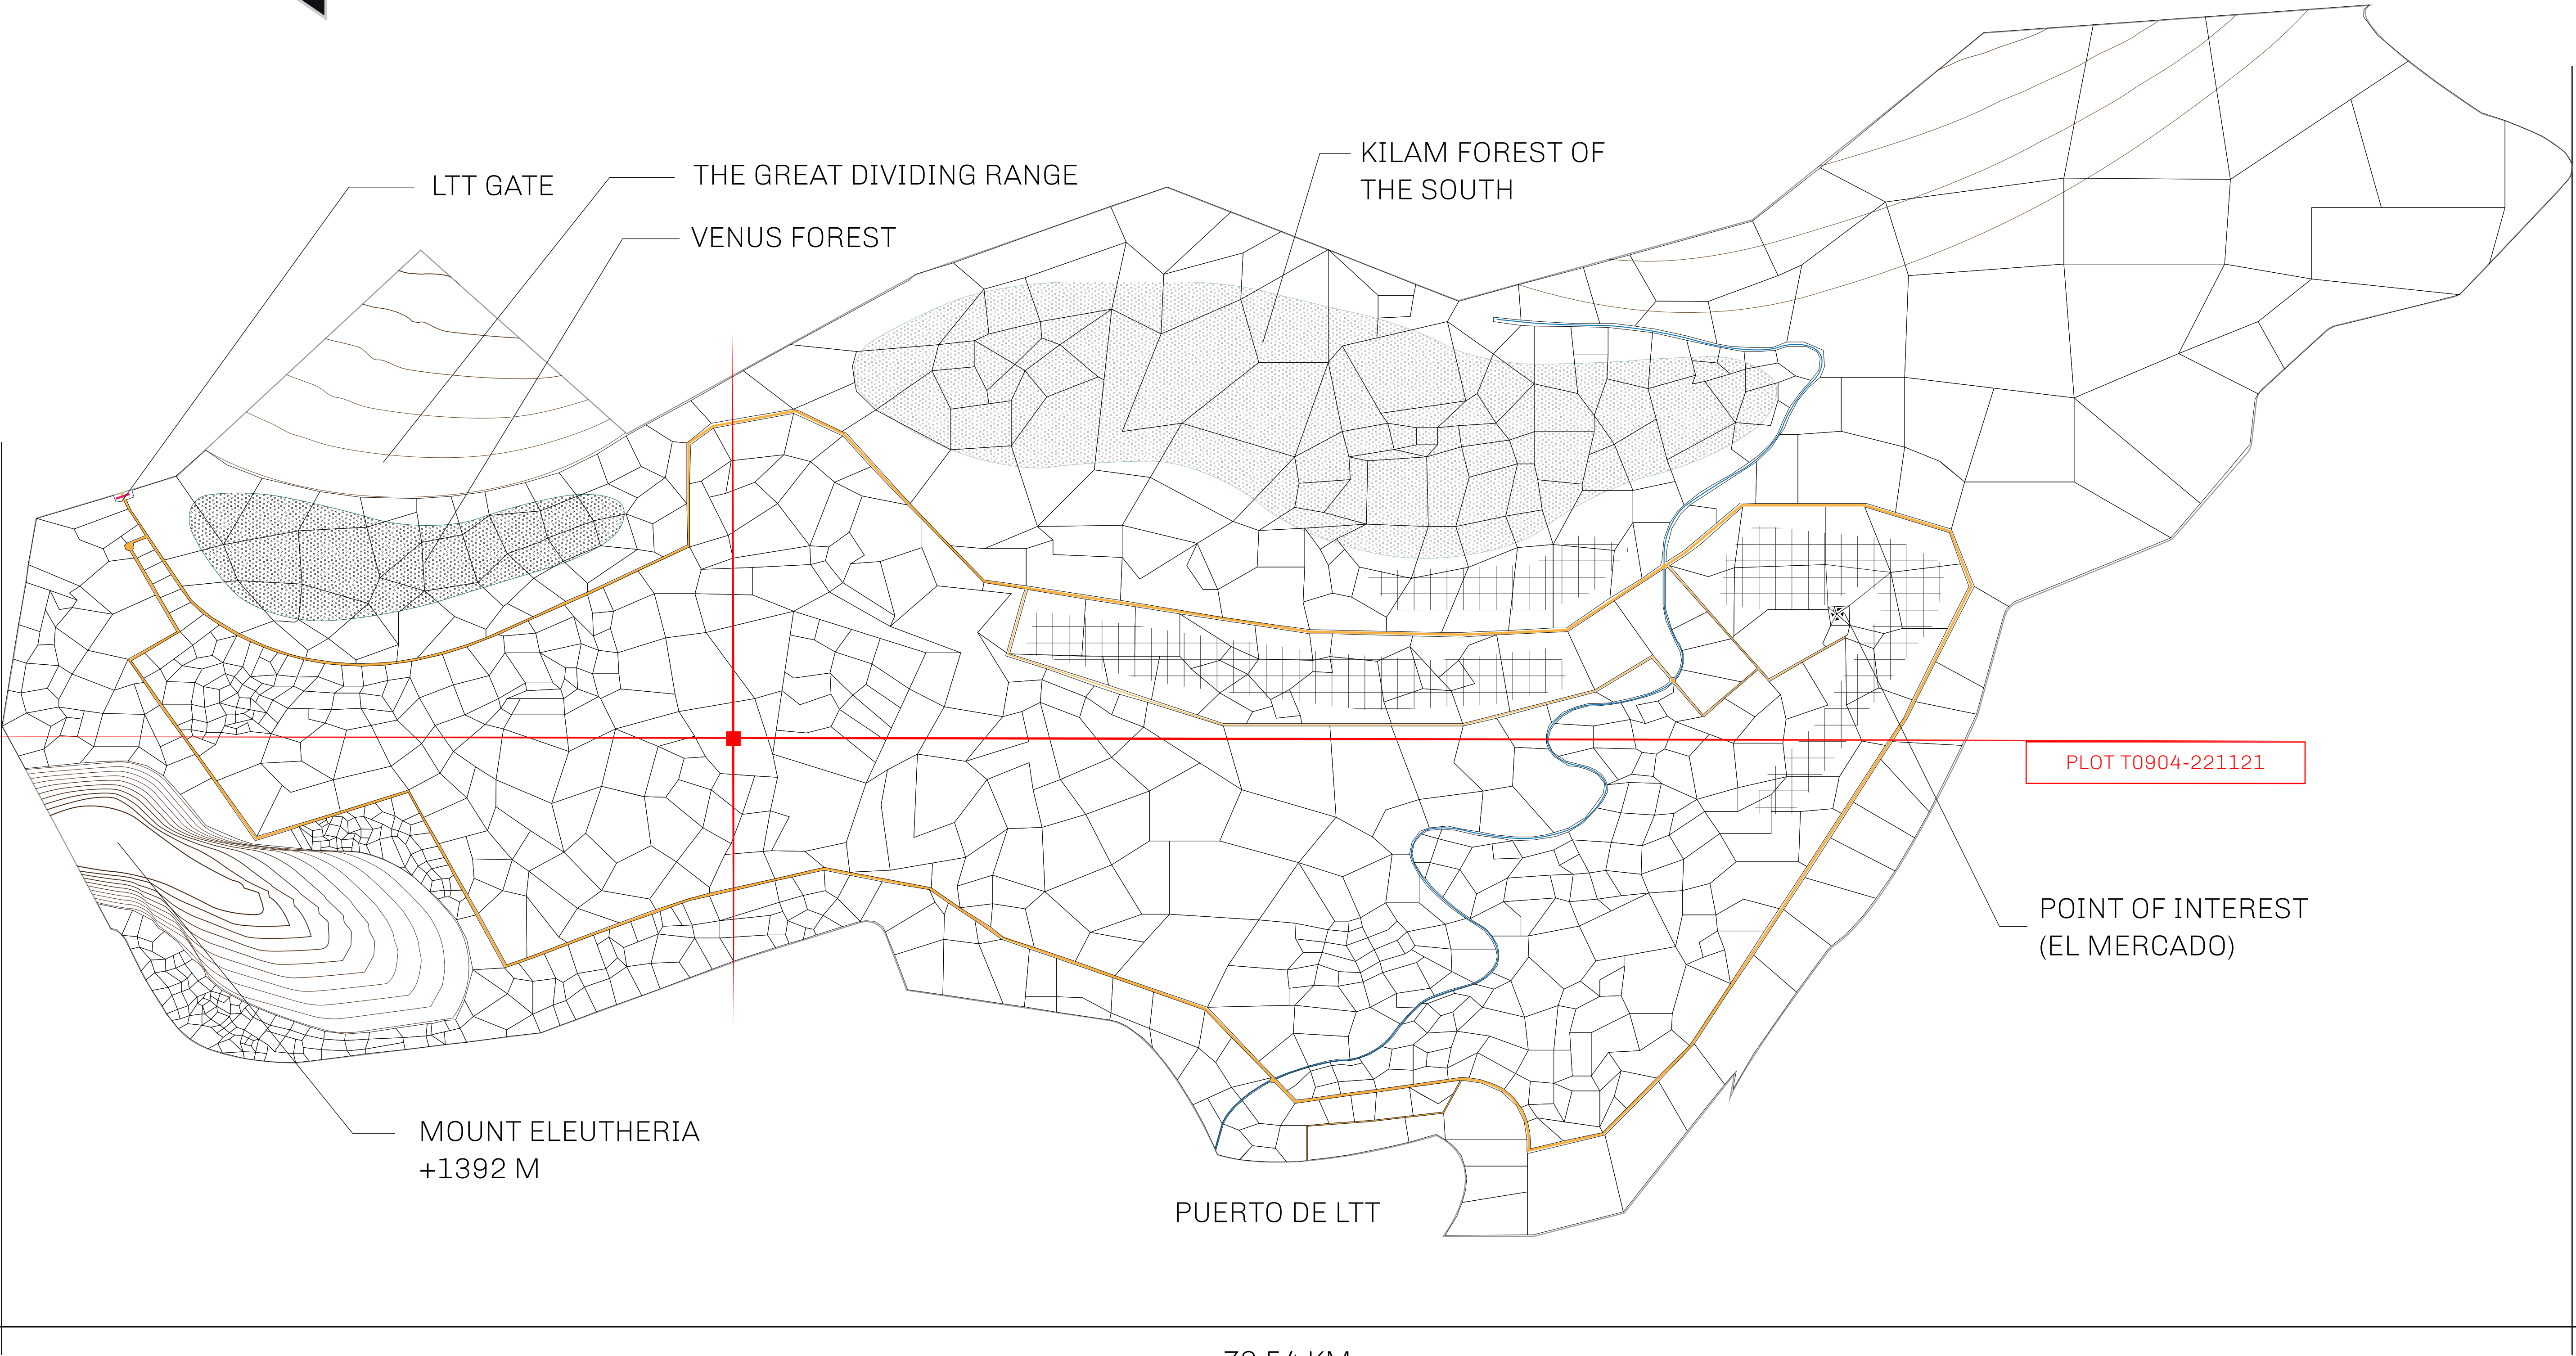 KILAM FOREST OF
THE SOUTH
THE GREAT DIVIDING RANGE
LTT GATE
VENUS FOREST
PLOT T0904-221121
POINT OF INTEREST
(EL MERCADO)
MOUNT ELEUTHERIA
+1392 M
PUERTO DE LTT
KM